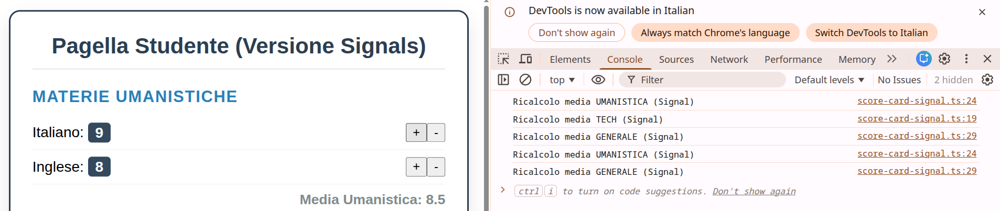 Pagella Studente (Versione Signals)
MATERIE UMANISTICHE
Italiano: 9
+ -
Inglese: 8
+ -
Media Umanistica: 8.5
DevTools is now available in Italian
Don't show again
Always match Chrome's language
Switch DevTools to Italian
Elements Console Sources Network Performance Memory
top
Filter
Default levels
No Issues
2 hidden
Ricalcolo media UMANISTICA (Signal) score-card-signal.ts:24
Ricalcolo media TECH (Signal) score-card-signal.ts:19
Ricalcolo media GENERALE (Signal) score-card-signal.ts:29
Ricalcolo media UMANISTICA (Signal) score-card-signal.ts:24
Ricalcolo media GENERALE (Signal) score-card-signal.ts:29
ctrl i to turn on code suggestions. Don't show again